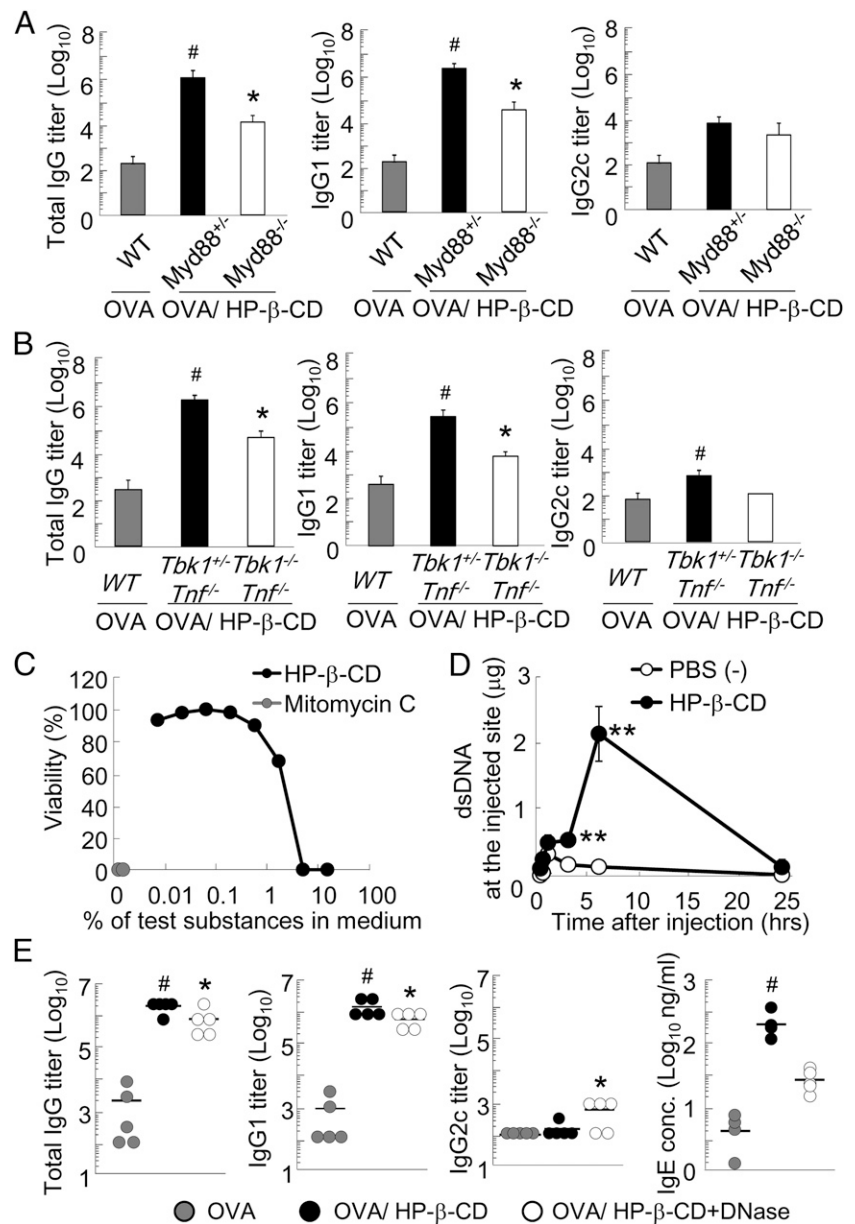 A
Total IgG titer (Log₁₀)
8
6
4
2
0
#
*
WT
Myd88⁺/⁻
Myd88⁻/⁻
OVA
OVA/ HP-β-CD
IgG1 titer (Log₁₀)
8
6
4
2
0
#
*
WT
Myd88⁺/⁻
Myd88⁻/⁻
OVA
OVA/ HP-β-CD
IgG2c titer (Log₁₀)
8
6
4
2
0
WT
Myd88⁺/⁻
Myd88⁻/⁻
OVA
OVA/ HP-β-CD
B
Total IgG titer (Log₁₀)
8
6
4
2
0
#
*
WT
Tbk1⁺/⁻ Tbk1⁻/⁻
Tnf⁻/⁻ Tnf⁻/⁻
OVA
OVA/ HP-β-CD
IgG1 titer (Log₁₀)
8
6
4
2
0
#
*
WT
Tbk1⁺/⁻ Tbk1⁻/⁻
Tnf⁻/⁻ Tnf⁻/⁻
OVA
OVA/ HP-β-CD
IgG2c titer (Log₁₀)
8
6
4
2
0
#
WT
Tbk1⁺/⁻ Tbk1⁻/⁻
Tnf⁻/⁻ Tnf⁻/⁻
OVA
OVA/ HP-β-CD
C
HP-β-CD
Mitomycin C
Viability (%)
120
100
80
60
40
20
0
0 0.01 0.1 1 10 100
% of test substances in medium
D
PBS (-)
HP-β-CD
dsDNA
at the injected site (μg)
3
2
1
0
**
**
0 5 10 15 20 25
Time after injection (hrs)
E
Total IgG titer (Log₁₀)
7
5
3
1
#
*
IgG1 titer (Log₁₀)
7
5
3
1
#
*
IgG2c titer (Log₁₀)
7
5
3
1
*
IgE conc. (Log₁₀ ng/ml)
3
2
1
0
#
OVA
OVA/ HP-β-CD
OVA/ HP-β-CD+DNase